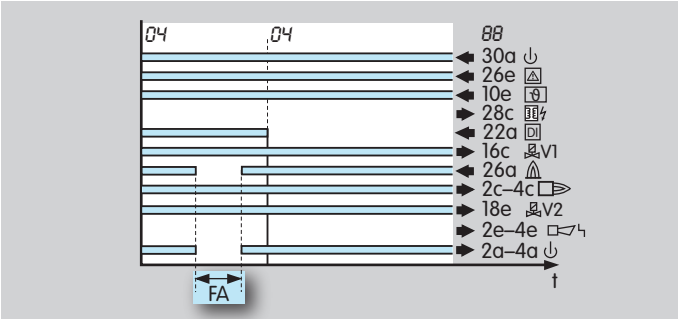 04 04 88
30a
26e
10e ϑ
28c
22a DI
16c V1
26a
2c–4c
18e V2
2e–4e
2a–4a
t
FA